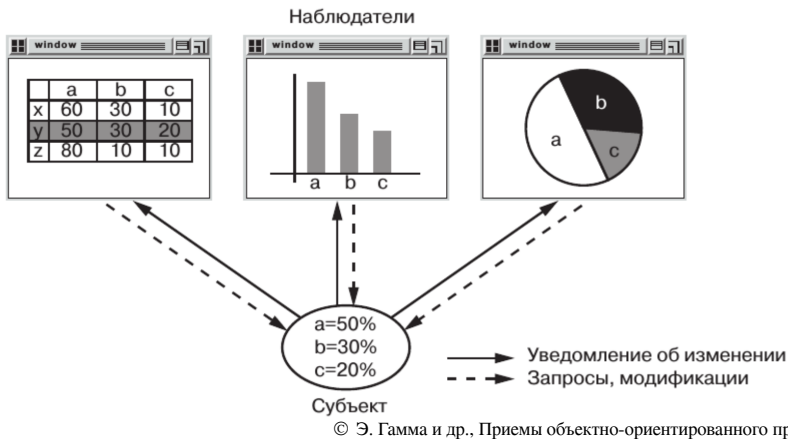 Наблюдатели
window
window
window
a b c
x 60 30 10
y 50 30 20
z 80 10 10
a b c
a
b
c
a=50%
b=30%
c=20%
Субъект
Уведомление об изменении
Запросы, модификации
© Э. Гамма и др., Приемы объектно-ориентированного пр